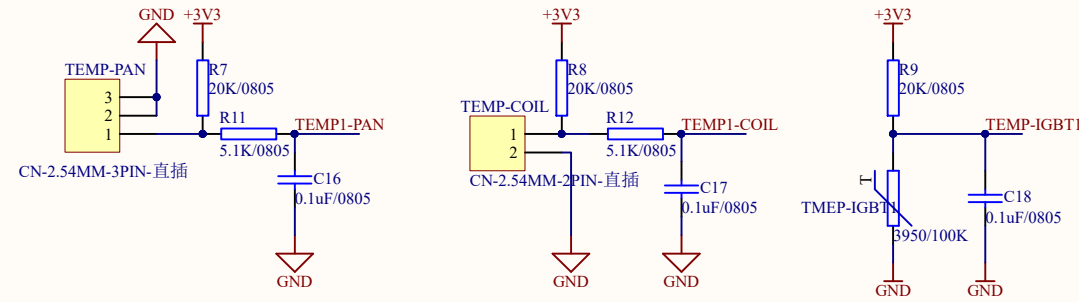 GND
+3V3
TEMP-PAN
3
2
1
R7
20K/0805
R11
5.1K/0805
TEMP1-PAN
CN-2.54MM-3PIN-直插
C16
0.1uF/0805
GND
+3V3
R8
20K/0805
TEMP-COIL
1
2
R12
5.1K/0805
TEMP1-COIL
CN-2.54MM-2PIN-直插
C17
0.1uF/0805
GND
GND
+3V3
R9
20K/0805
TEMP-IGBT1
T
TMEP-IGBT1
3950/100K
C18
0.1uF/0805
GND
GND